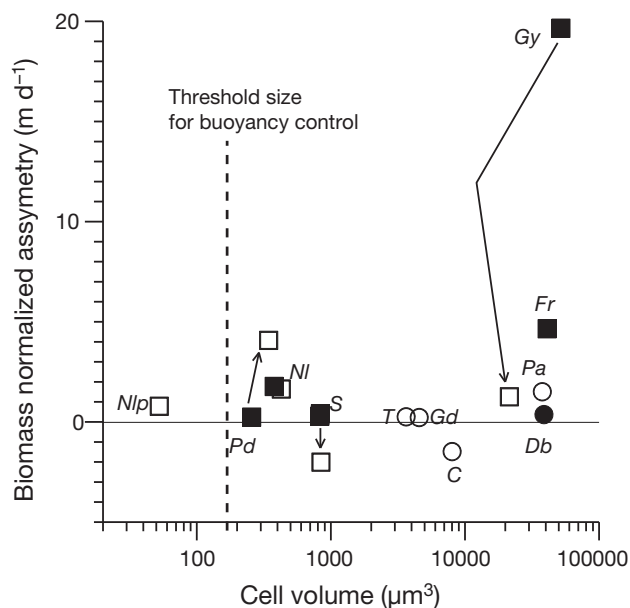 20
10
0
Biomass normalized assymetry (m d⁻¹)
Threshold size
for buoyancy control
Gy
Fr
Pa
Nl
S
Nlp
T
Gd
Pd
C
Db
100
1000
10000
100000
Cell volume (µm³)